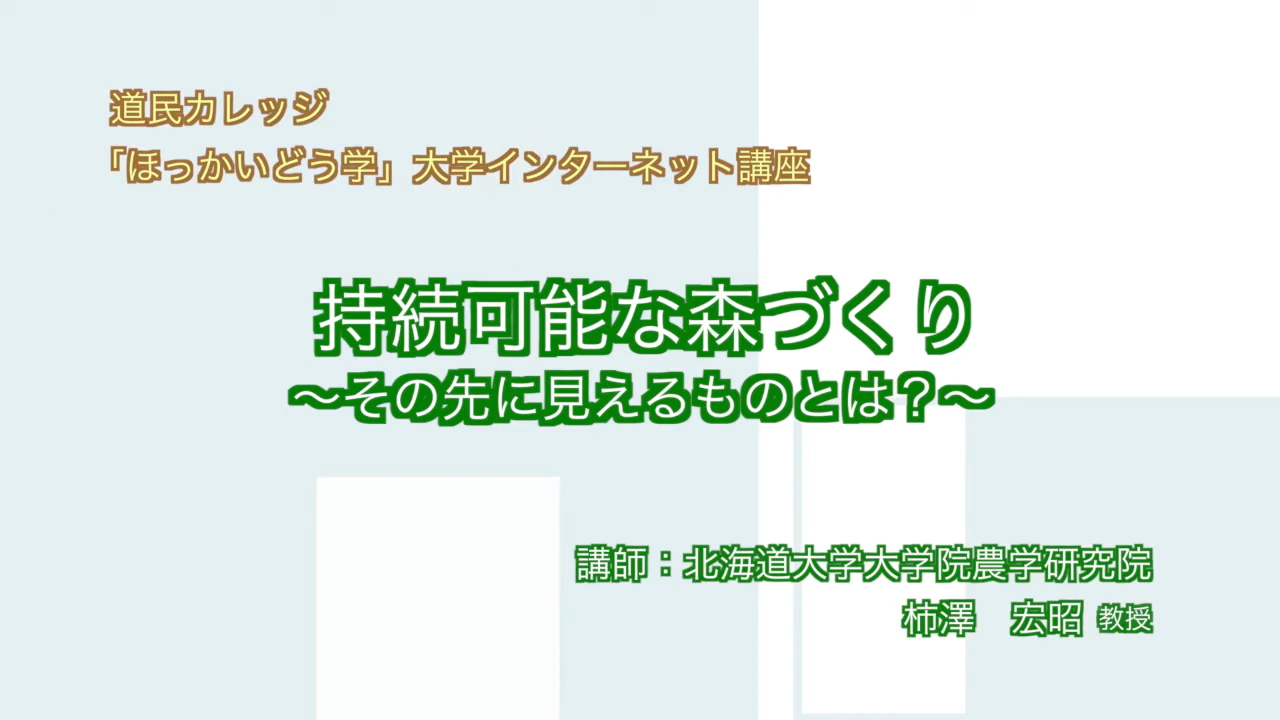 道民カレッジ
「ほっかいどう学」大学インターネット講座
持続可能な森づくり
～その先に見えるものとは？～
講師：北海道大学大学院農学研究院
柿澤　宏昭 教授